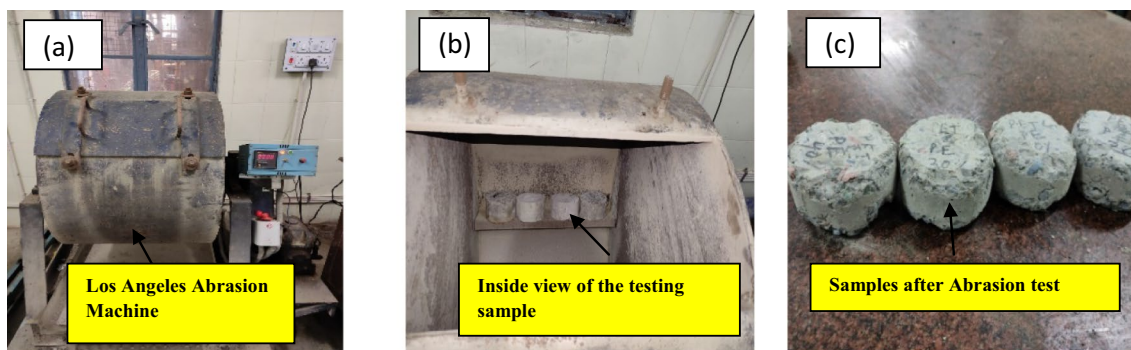 (a)
Los Angeles Abrasion
Machine
(b)
Inside view of the testing
sample
(c)
Samples after Abrasion test